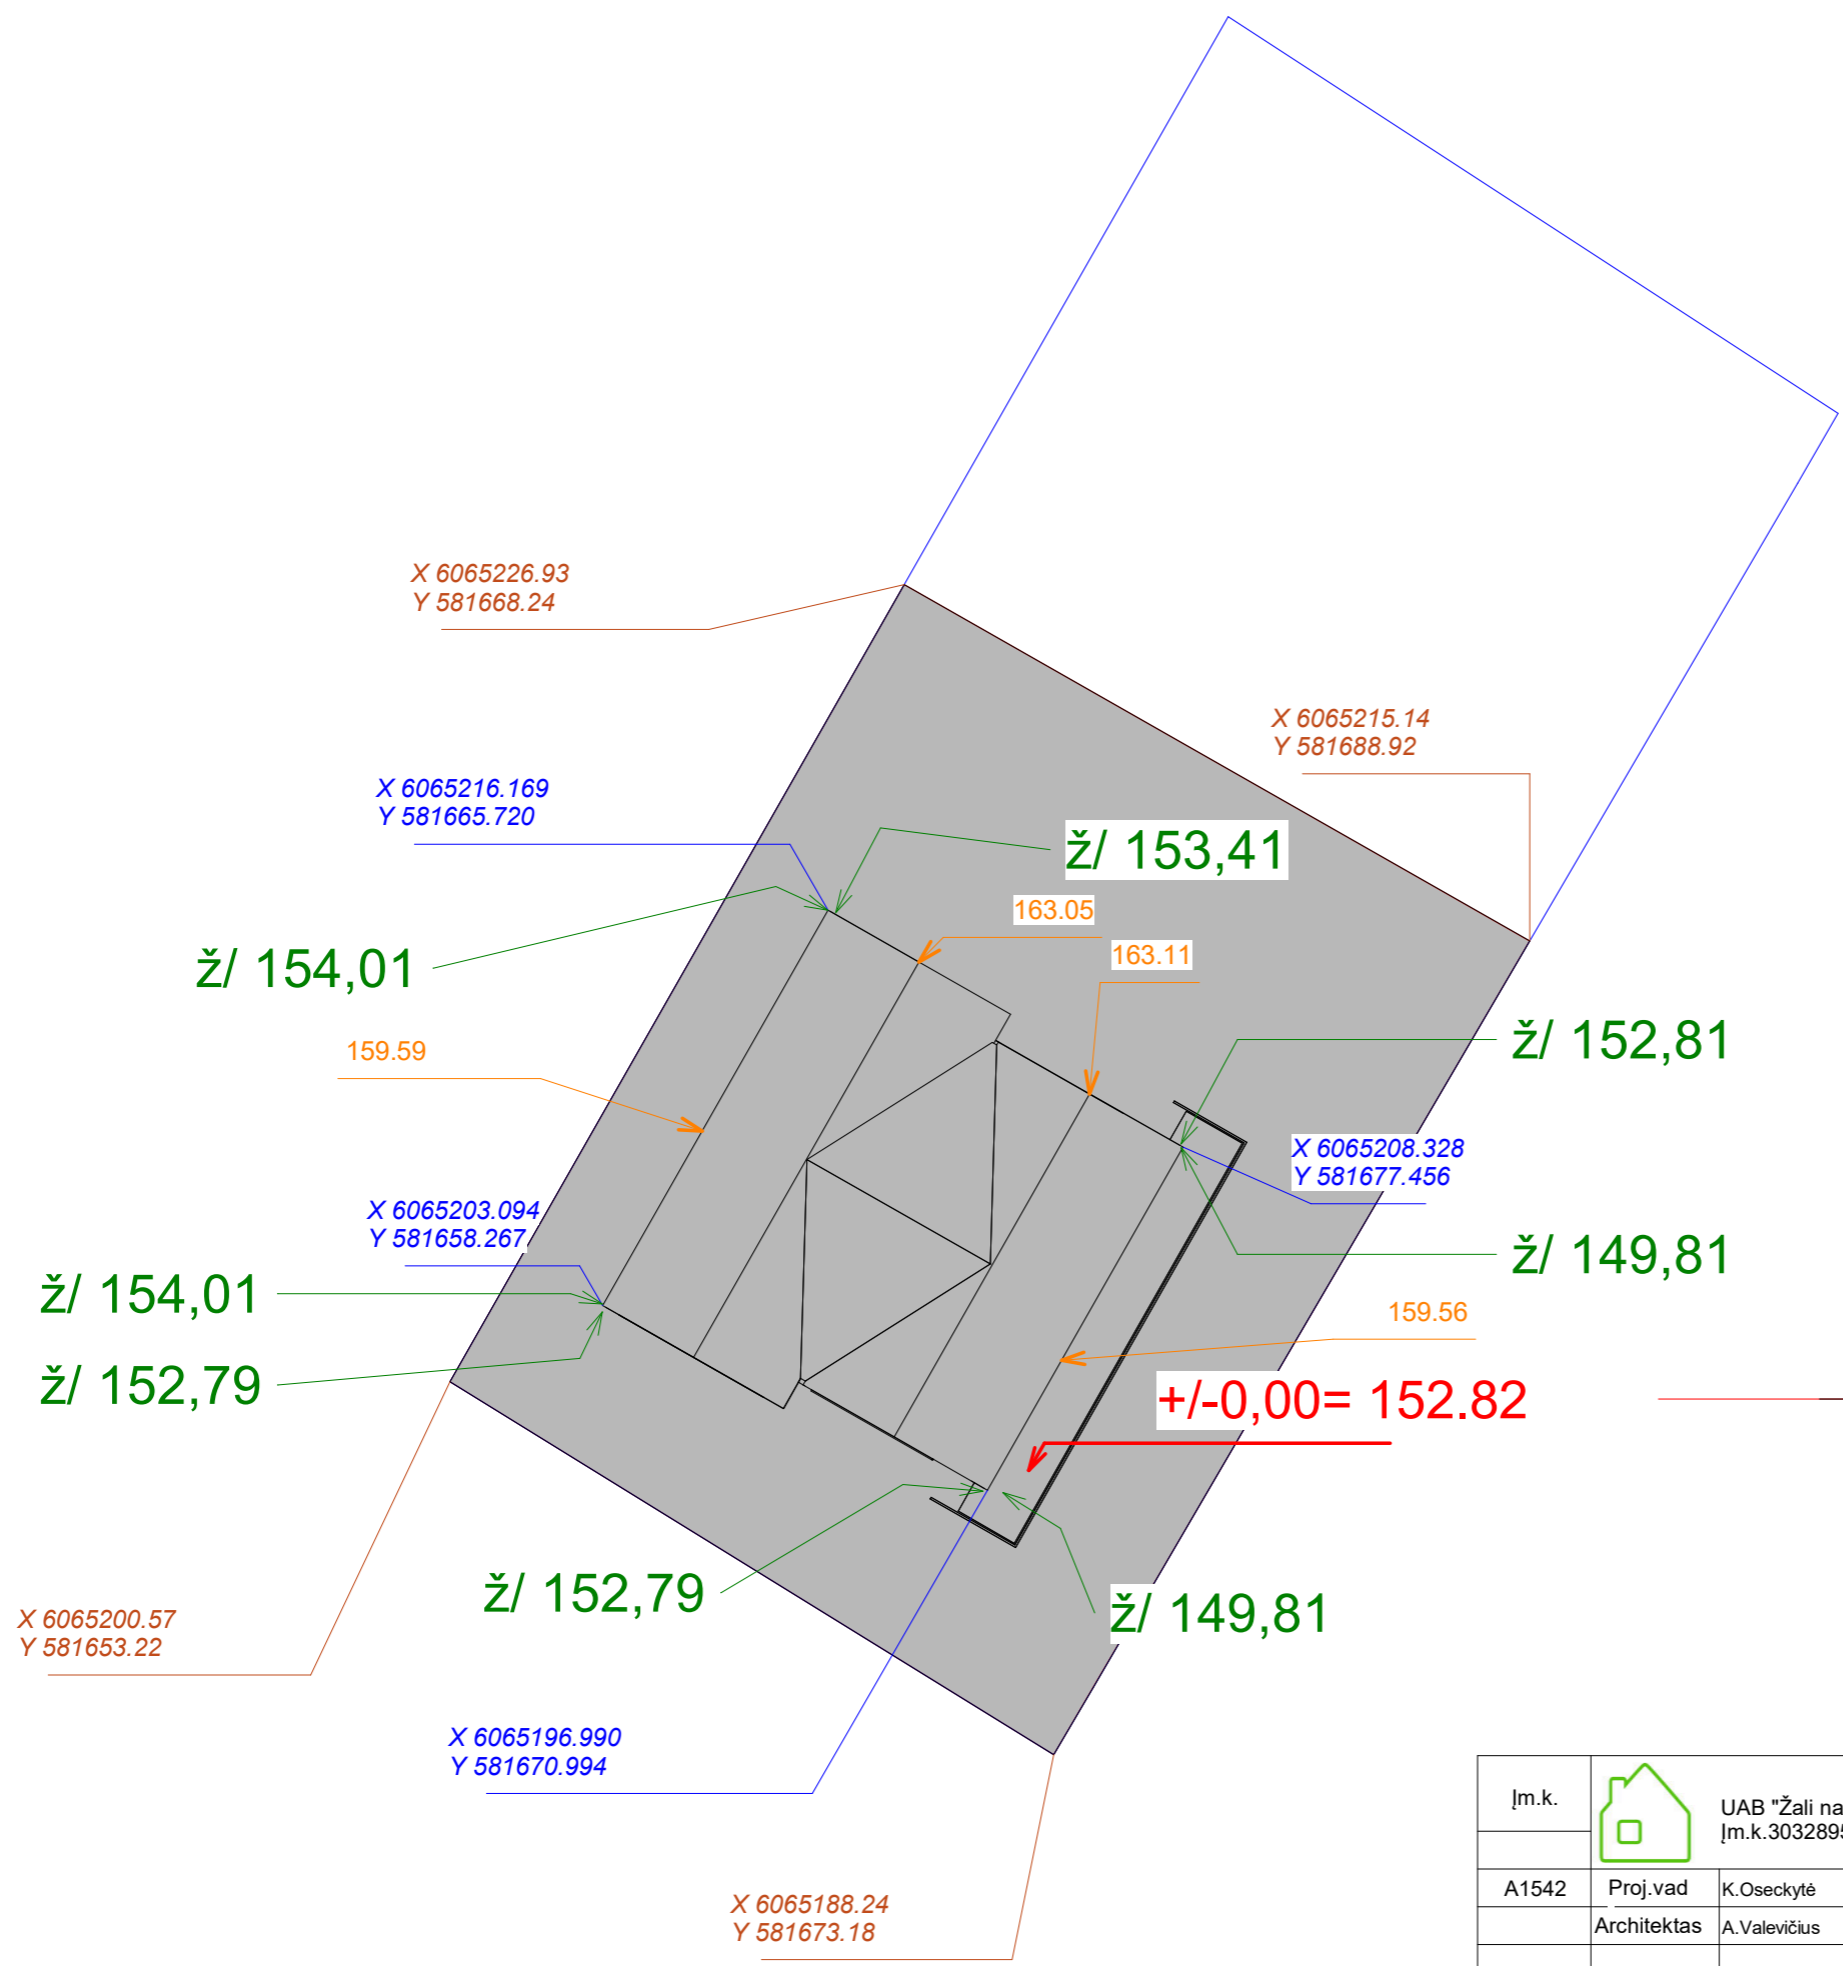 X 6065226.93
Y 581668.24
X 6065215.14
Y 581688.92
X 6065216.169
Y 581665.720
ž/ 153,41
163.05
163.11
ž/ 154,01
ž/ 152,81
159.59
X 6065208.328
Y 581677.456
X 6065203.094
Y 581658.267
ž/ 149,81
ž/ 154,01
159.56
ž/ 152,79
+/-0,00= 152.82
ž/ 152,79
ž/ 149,81
X 6065200.57
Y 581653.22
X 6065196.990
Y 581670.994
X 6065188.24
Y 581673.18
Įm.k.
UAB "Žali na
Įm.k.3032895
A1542 Proj.vad K.Oseckytė
Architektas A.Valevičius